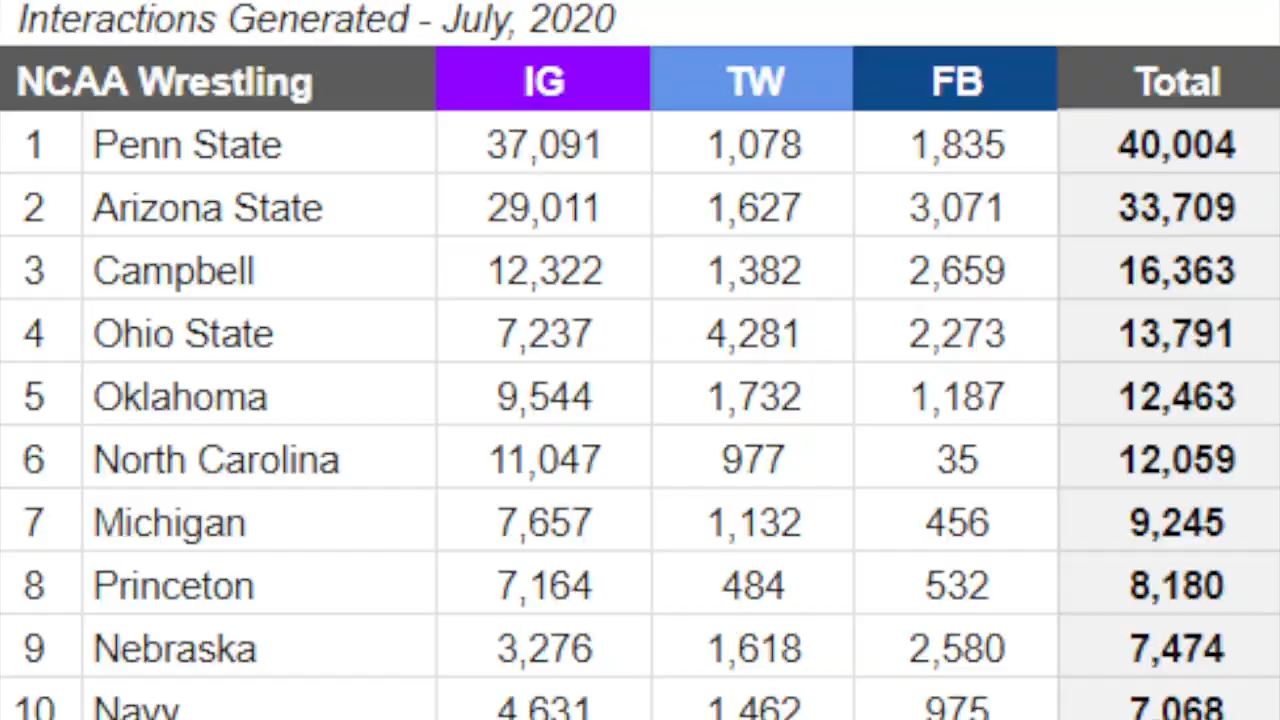 Interactions Generated - July, 2020
NCAA Wrestling IG TW FB Total
1 Penn State 37,091 1,078 1,835 40,004
2 Arizona State 29,011 1,627 3,071 33,709
3 Campbell 12,322 1,382 2,659 16,363
4 Ohio State 7,237 4,281 2,273 13,791
5 Oklahoma 9,544 1,732 1,187 12,463
6 North Carolina 11,047 977 35 12,059
7 Michigan 7,657 1,132 456 9,245
8 Princeton 7,164 484 532 8,180
9 Nebraska 3,276 1,618 2,580 7,474
10 Navy 4,631 1,462 975 7,068